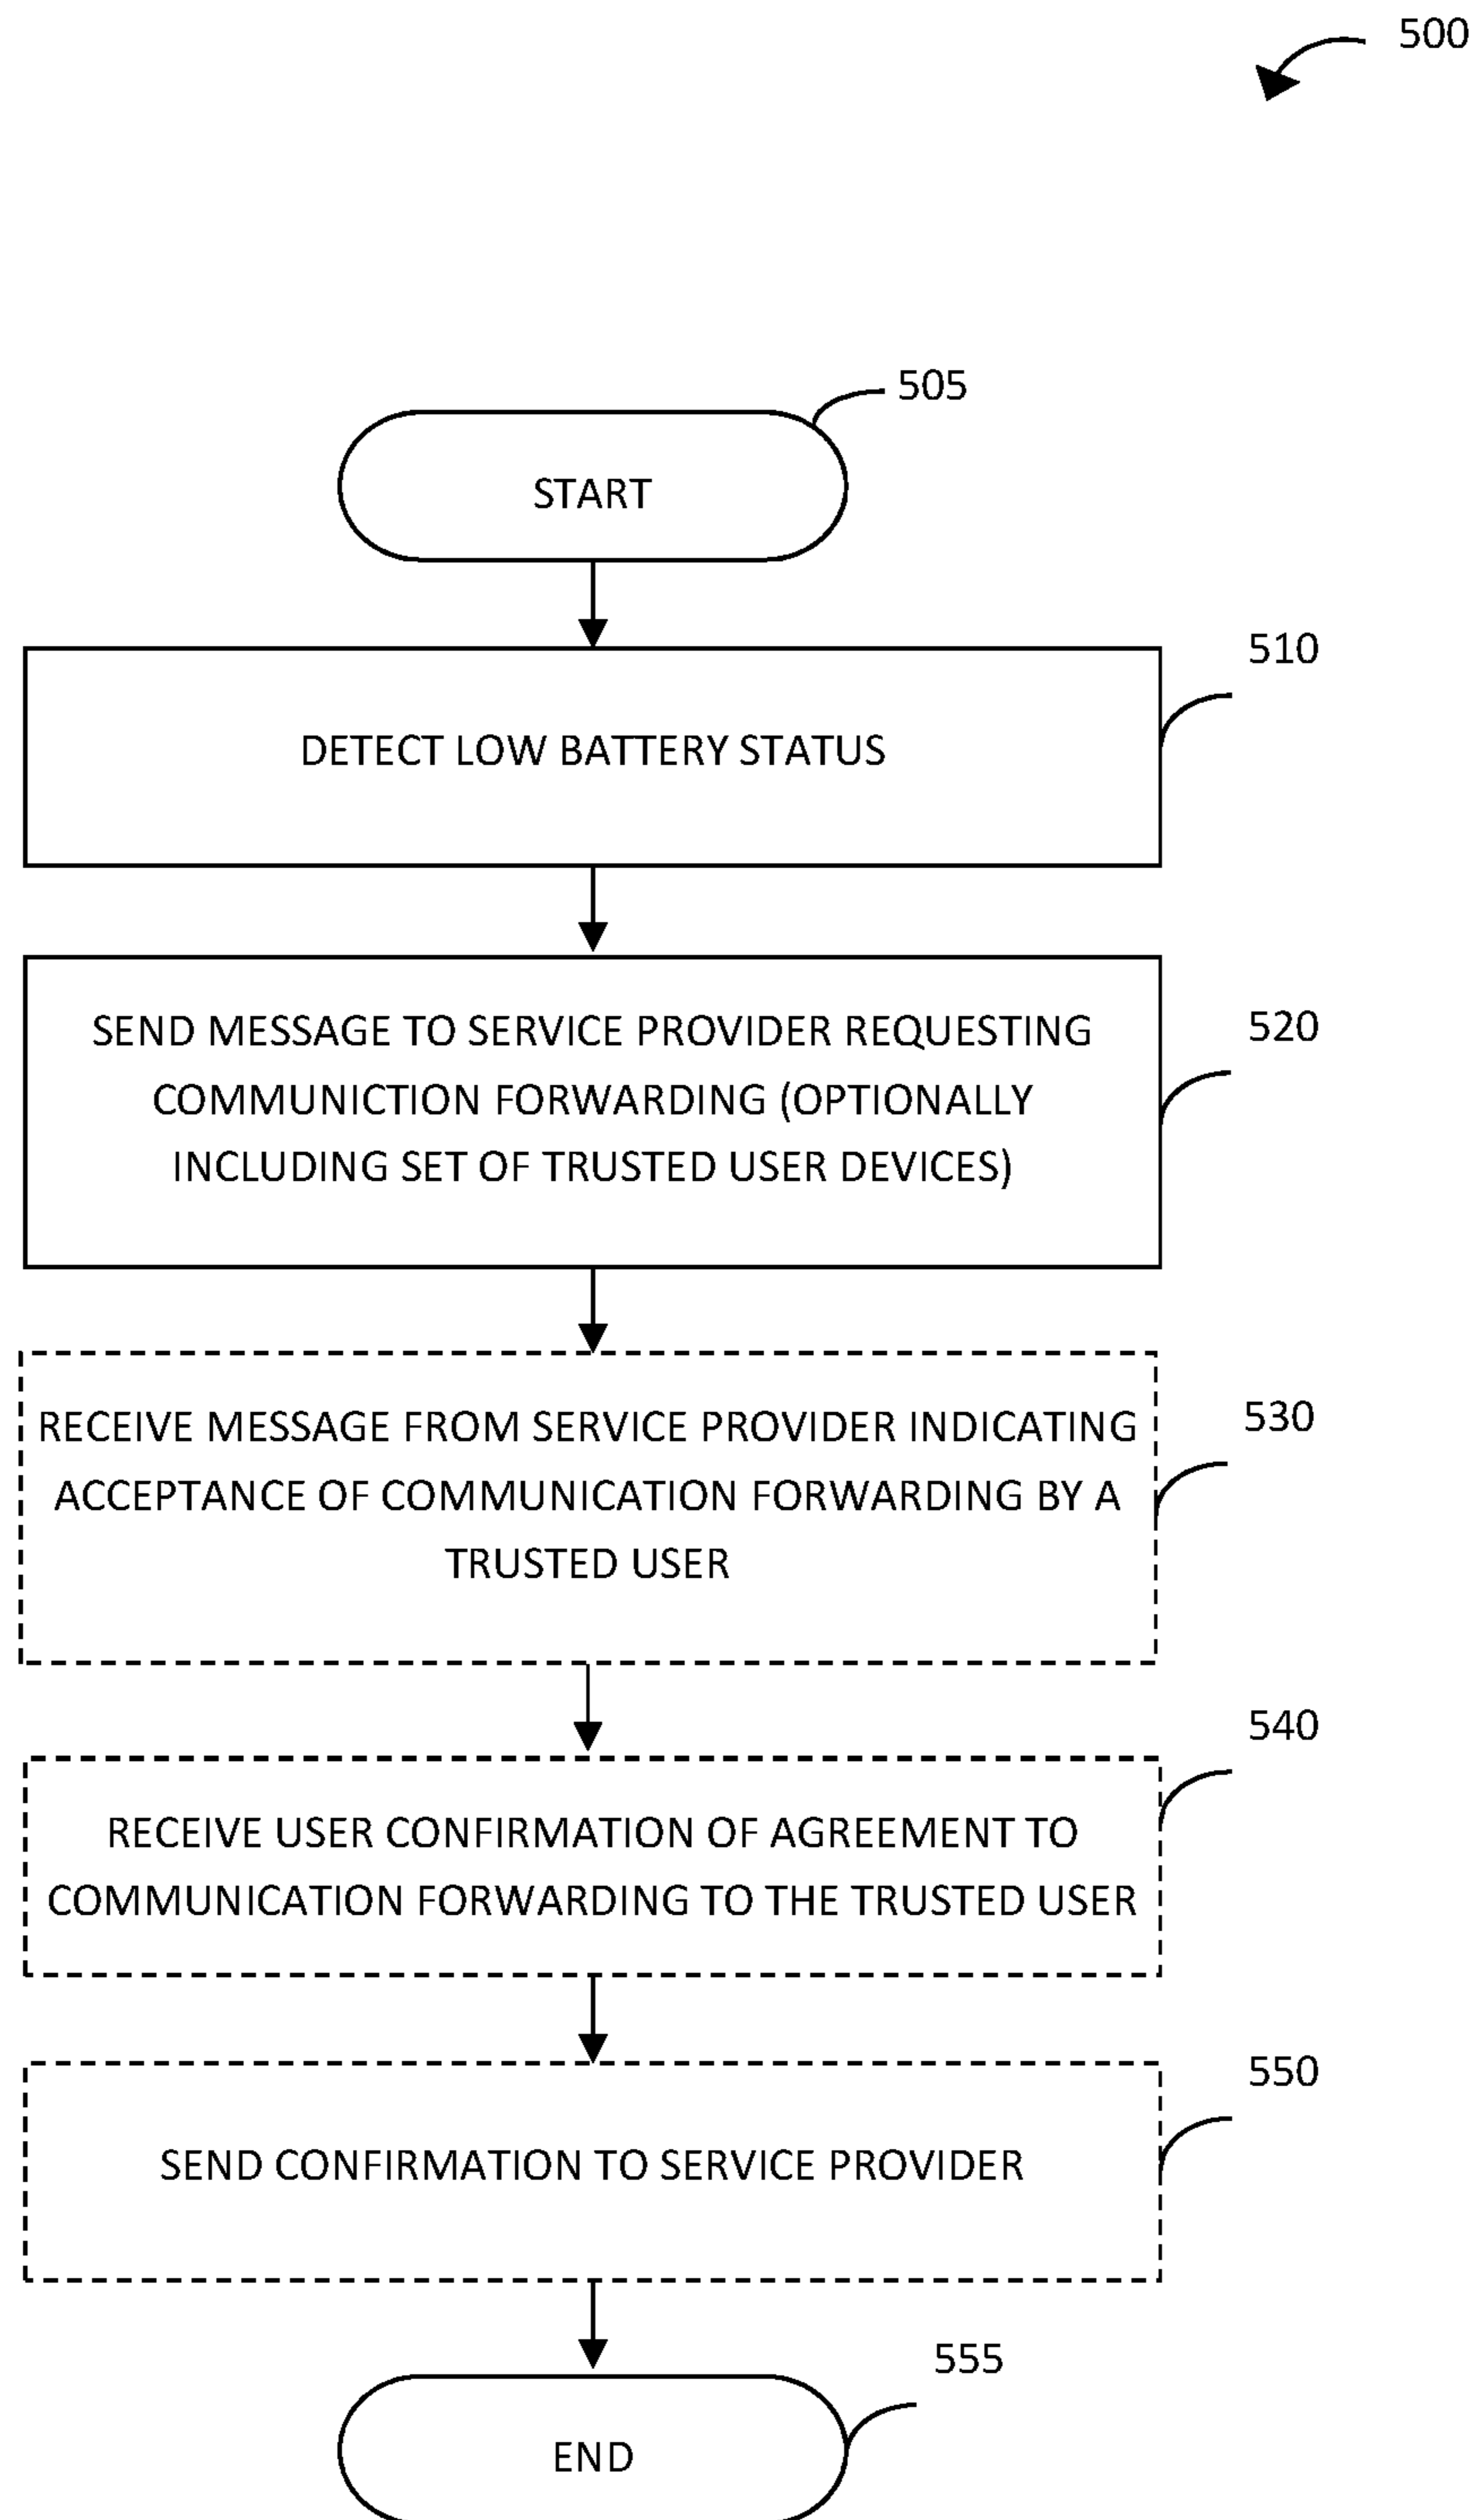 500
505
START
510
DETECT LOW BATTERY STATUS
520
SEND MESSAGE TO SERVICE PROVIDER REQUESTING
COMMUNICTION FORWARDING (OPTIONALLY
INCLUDING SET OF TRUSTED USER DEVICES)
530
RECEIVE MESSAGE FROM SERVICE PROVIDER INDICATING
ACCEPTANCE OF COMMUNICATION FORWARDING BY A
TRUSTED USER
540
RECEIVE USER CONFIRMATION OF AGREEMENT TO
COMMUNICATION FORWARDING TO THE TRUSTED USER
550
SEND CONFIRMATION TO SERVICE PROVIDER
555
END